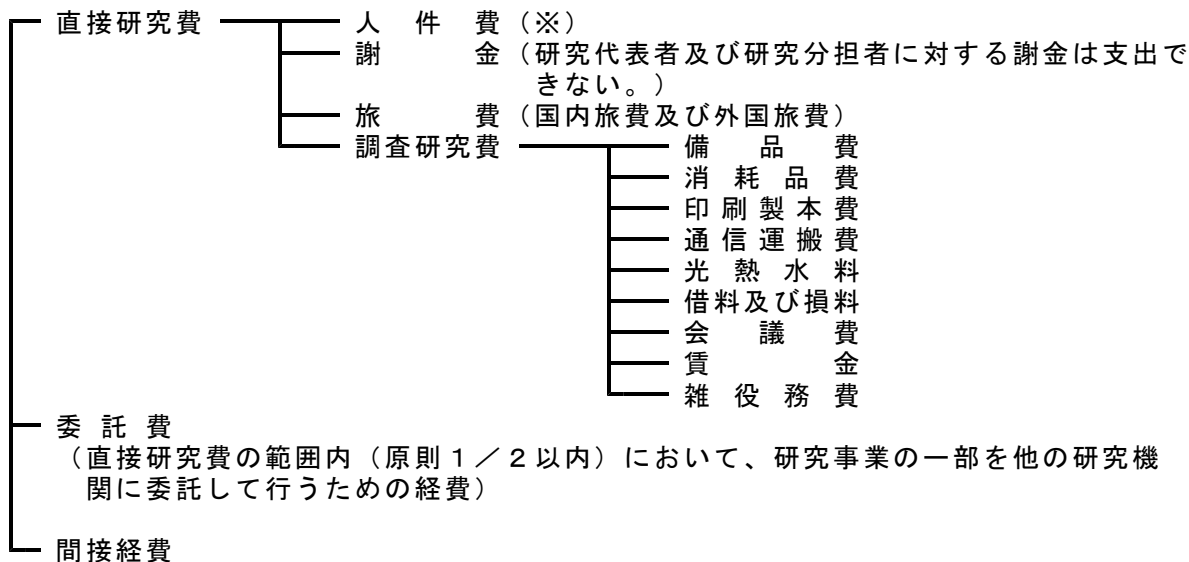 直接研究費 人件費（※）
謝金（研究代表者及び研究分担者に対する謝金は支出で
きない。）
旅費（国内旅費及び外国旅費）
調査研究費 備品費
消耗品費
印刷製本費
通信運搬費
光熱水料
借料及び損料
会議費
賃金
雑役務費
委託費
（直接研究費の範囲内（原則１／２以内）において、研究事業の一部を他の研究機
関に委託して行うための経費）
間接経費